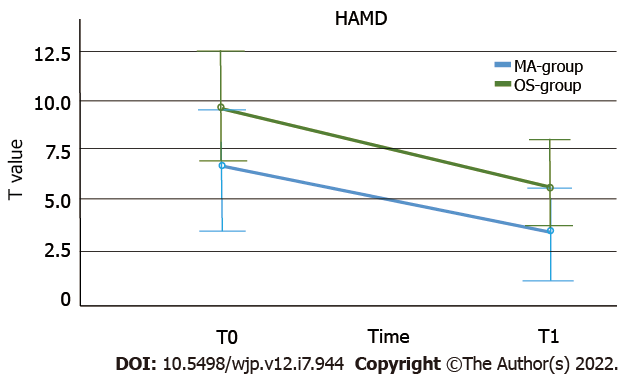 HAMD
12.5
10.0
7.5
5.0
2.5
0
T value
MA-group
OS-group
T0 Time T1
DOI: 10.5498/wjp.v12.i7.944 Copyright ©The Author(s) 2022.